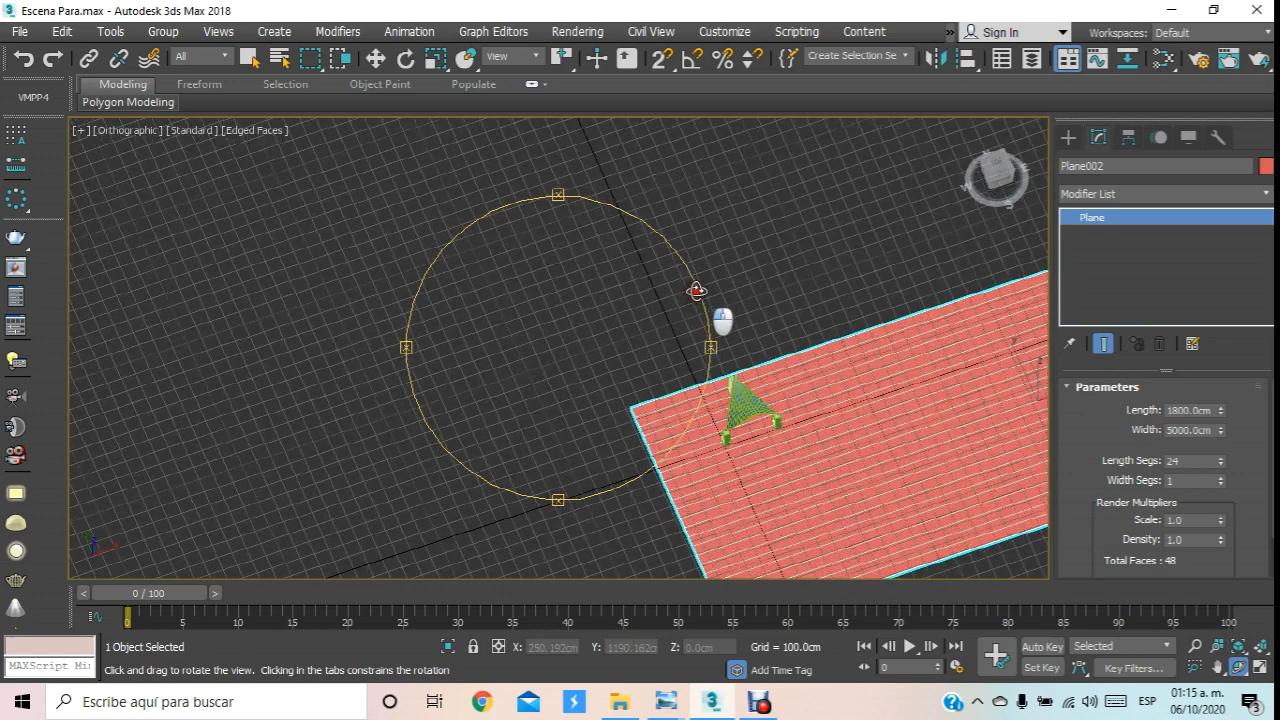 Escena Para.max - Autodesk 3ds Max 2018
File Edit Tools Group Views Create Modifiers Animation Graph Editors Rendering Civil View Customize Scripting Content » Sign In Workspaces: Default
All View Create Selection Se
Modeling Freeform Selection Object Paint Populate
Polygon Modeling
VMPP4
[+] [Orthographic] [Standard] [Edged Faces]
Plane002
Modifier List
Plane
Parameters
Length: 1800.0cm
Width: 5000.0cm
Length Segs: 24
Width Segs: 1
Render Multipliers
Scale: 1.0
Density: 1.0
Total Faces : 48
< 0 / 100 >
0 5 10 15 20 25 30 35 40 45 50 55 60 65 70 75 80 85 90 95 100
1 Object Selected X: 250.192cm Y: 1190.162cm Z: 0.0cm Grid = 100.0cm Auto Key Selected
MAXScript Mi Click and drag to rotate the view. Clicking in the tabs constrains the rotation Add Time Tag 0 Set Key Key Filters...
Escribe aquí para buscar
ESP
01:15 a. m.
06/10/2020
3